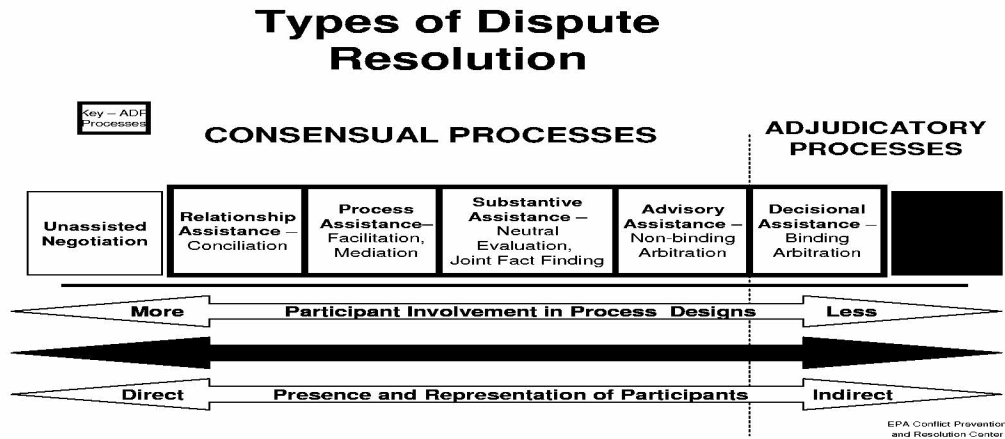 Types of Dispute
Resolution
Key – ADR
Processes
CONSENSUAL PROCESSES
ADJUDICATORY
PROCESSES
Unassisted
Negotiation
Relationship
Assistance –
Conciliation
Process
Assistance–
Facilitation,
Mediation
Substantive
Assistance –
Neutral
Evaluation,
Joint Fact Finding
Advisory
Assistance –
Non-binding
Arbitration
Decisional
Assistance –
Binding
Arbitration
More Participant Involvement in Process Designs Less
Direct Presence and Representation of Participants Indirect
EPA Conflict Prevention
and Resolution Center